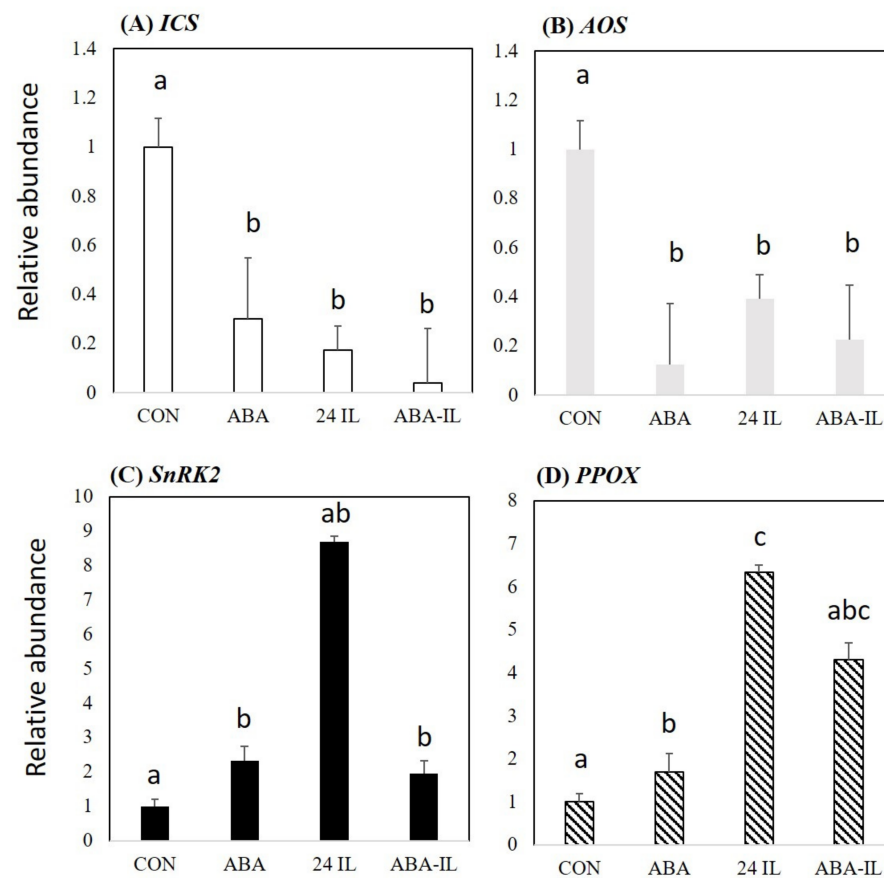 (A) ICS
Relative abundance
1.4
1.2
1
0.8
0.6
0.4
0.2
0
a
b
b
b
CON ABA 24 IL ABA-IL
(B) AOS
1.4
1.2
1
0.8
0.6
0.4
0.2
0
a
b
b
b
CON ABA 24 IL ABA-IL
(C) SnRK2
Relative abundance
10
9
8
7
6
5
4
3
2
1
0
a
b
ab
b
CON ABA 24 IL ABA-IL
(D) PPOX
8
7
6
5
4
3
2
1
0
a
b
c
abc
CON ABA 24 IL ABA-IL